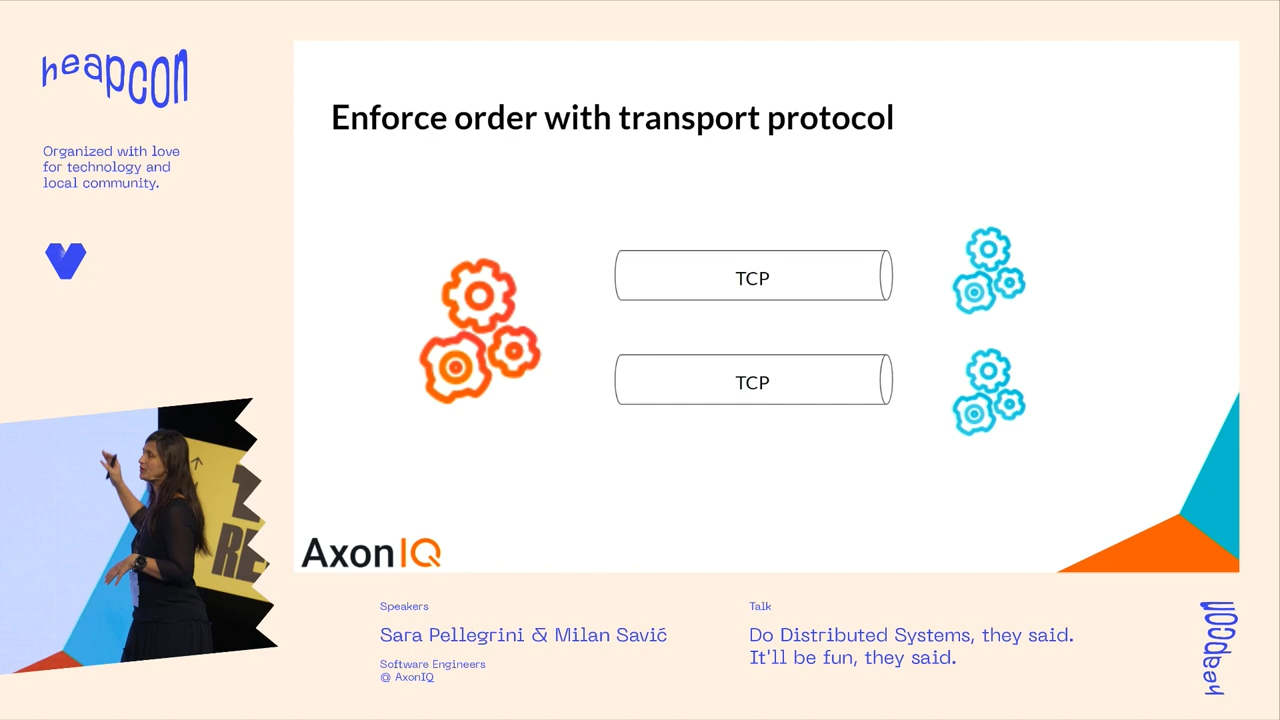 heapcon
Organized with love
for technology and
local community.
Enforce order with transport protocol
TCP
TCP
AxonIQ
RE
Speakers
Sara Pellegrini & Milan Savić
Software Engineers
@ AxonIQ
Talk
Do Distributed Systems, they said.
It'll be fun, they said.
heapcon